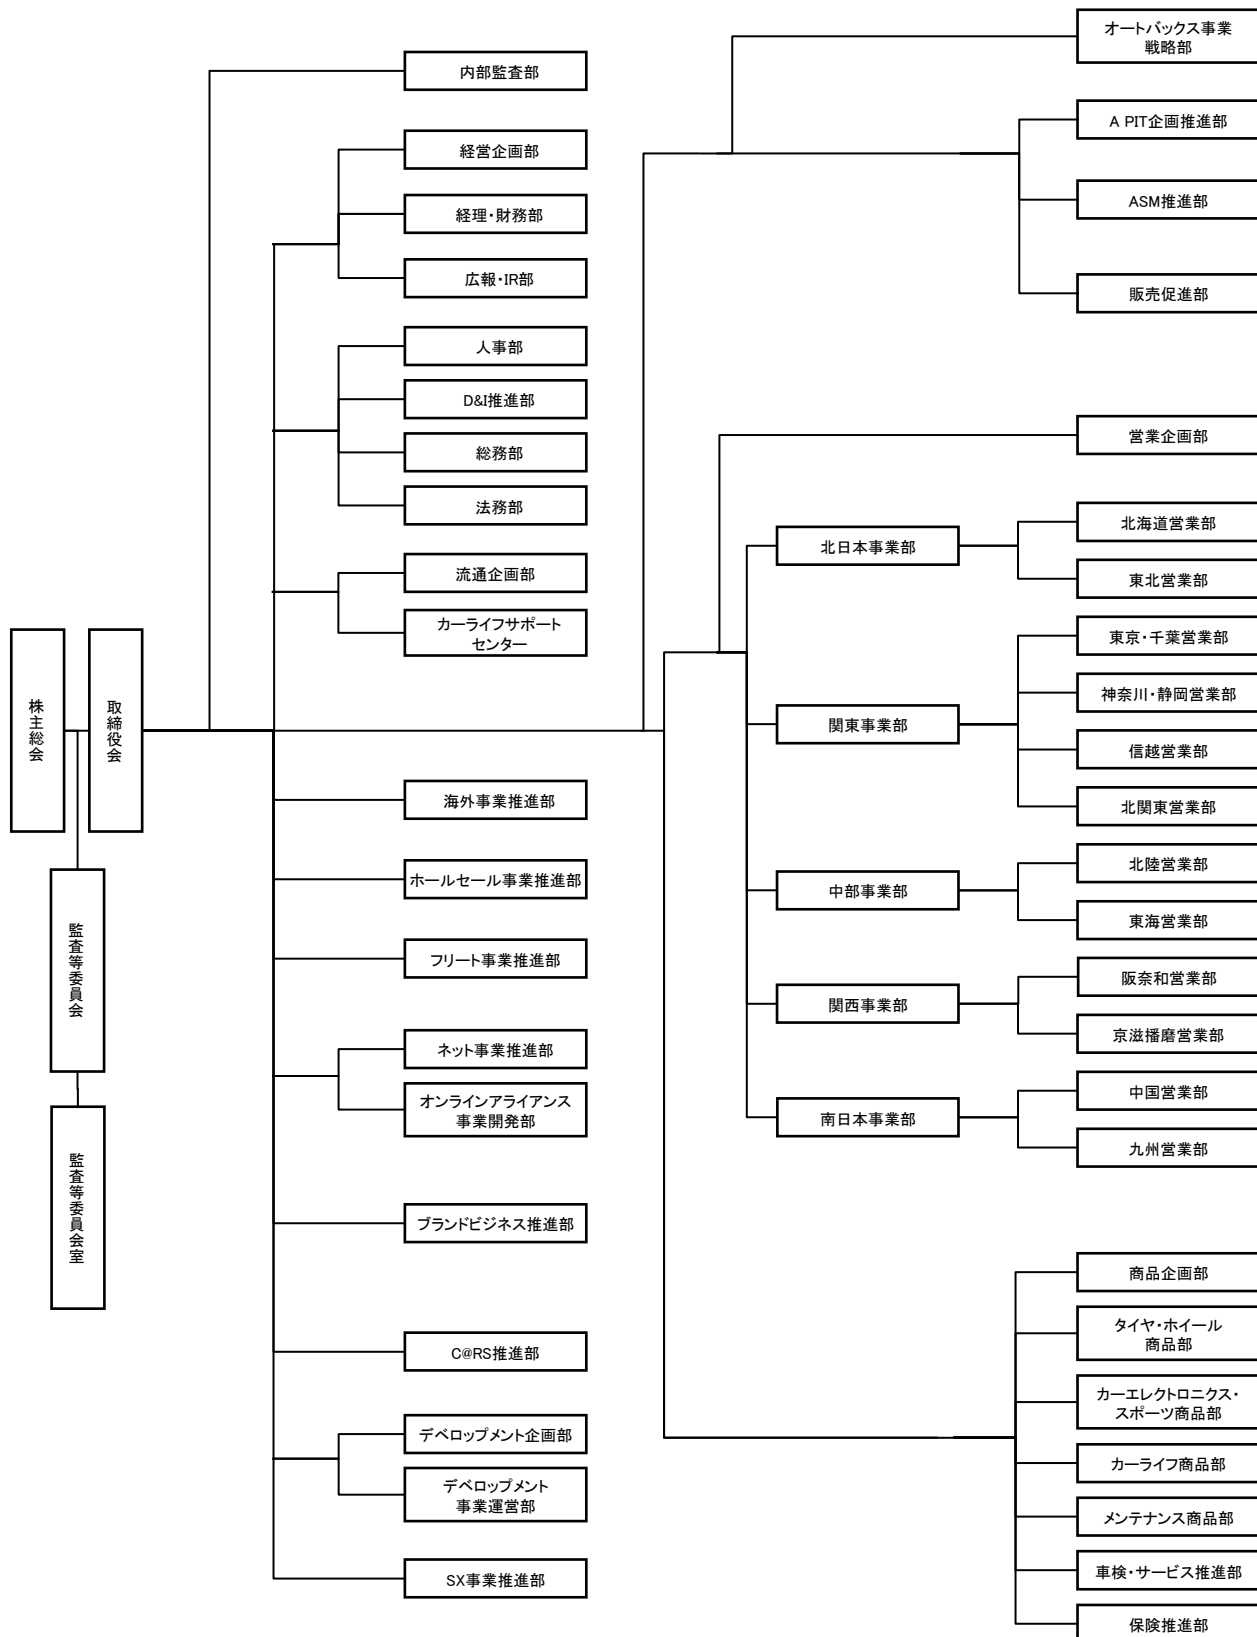 株主総会
取締役会
監査等委員会
監査等委員会室
内部監査部
経営企画部
経理・財務部
広報・IR部
人事部
D&I推進部
総務部
法務部
流通企画部
カーライフサポート
センター
海外事業推進部
ホールセール事業推進部
フリート事業推進部
ネット事業推進部
オンラインアライアンス
事業開発部
ブランドビジネス推進部
C@RS推進部
デベロップメント企画部
デベロップメント
事業運営部
SX事業推進部
オートバックス事業
戦略部
A PIT企画推進部
ASM推進部
販売促進部
営業企画部
北日本事業部
北海道営業部
東北営業部
関東事業部
東京・千葉営業部
神奈川・静岡営業部
信越営業部
北関東営業部
中部事業部
北陸営業部
東海営業部
関西事業部
阪奈和営業部
京滋播磨営業部
南日本事業部
中国営業部
九州営業部
商品企画部
タイヤ・ホイール
商品部
カーエレクトロニクス・
スポーツ商品部
カーライフ商品部
メンテナンス商品部
車検・サービス推進部
保険推進部